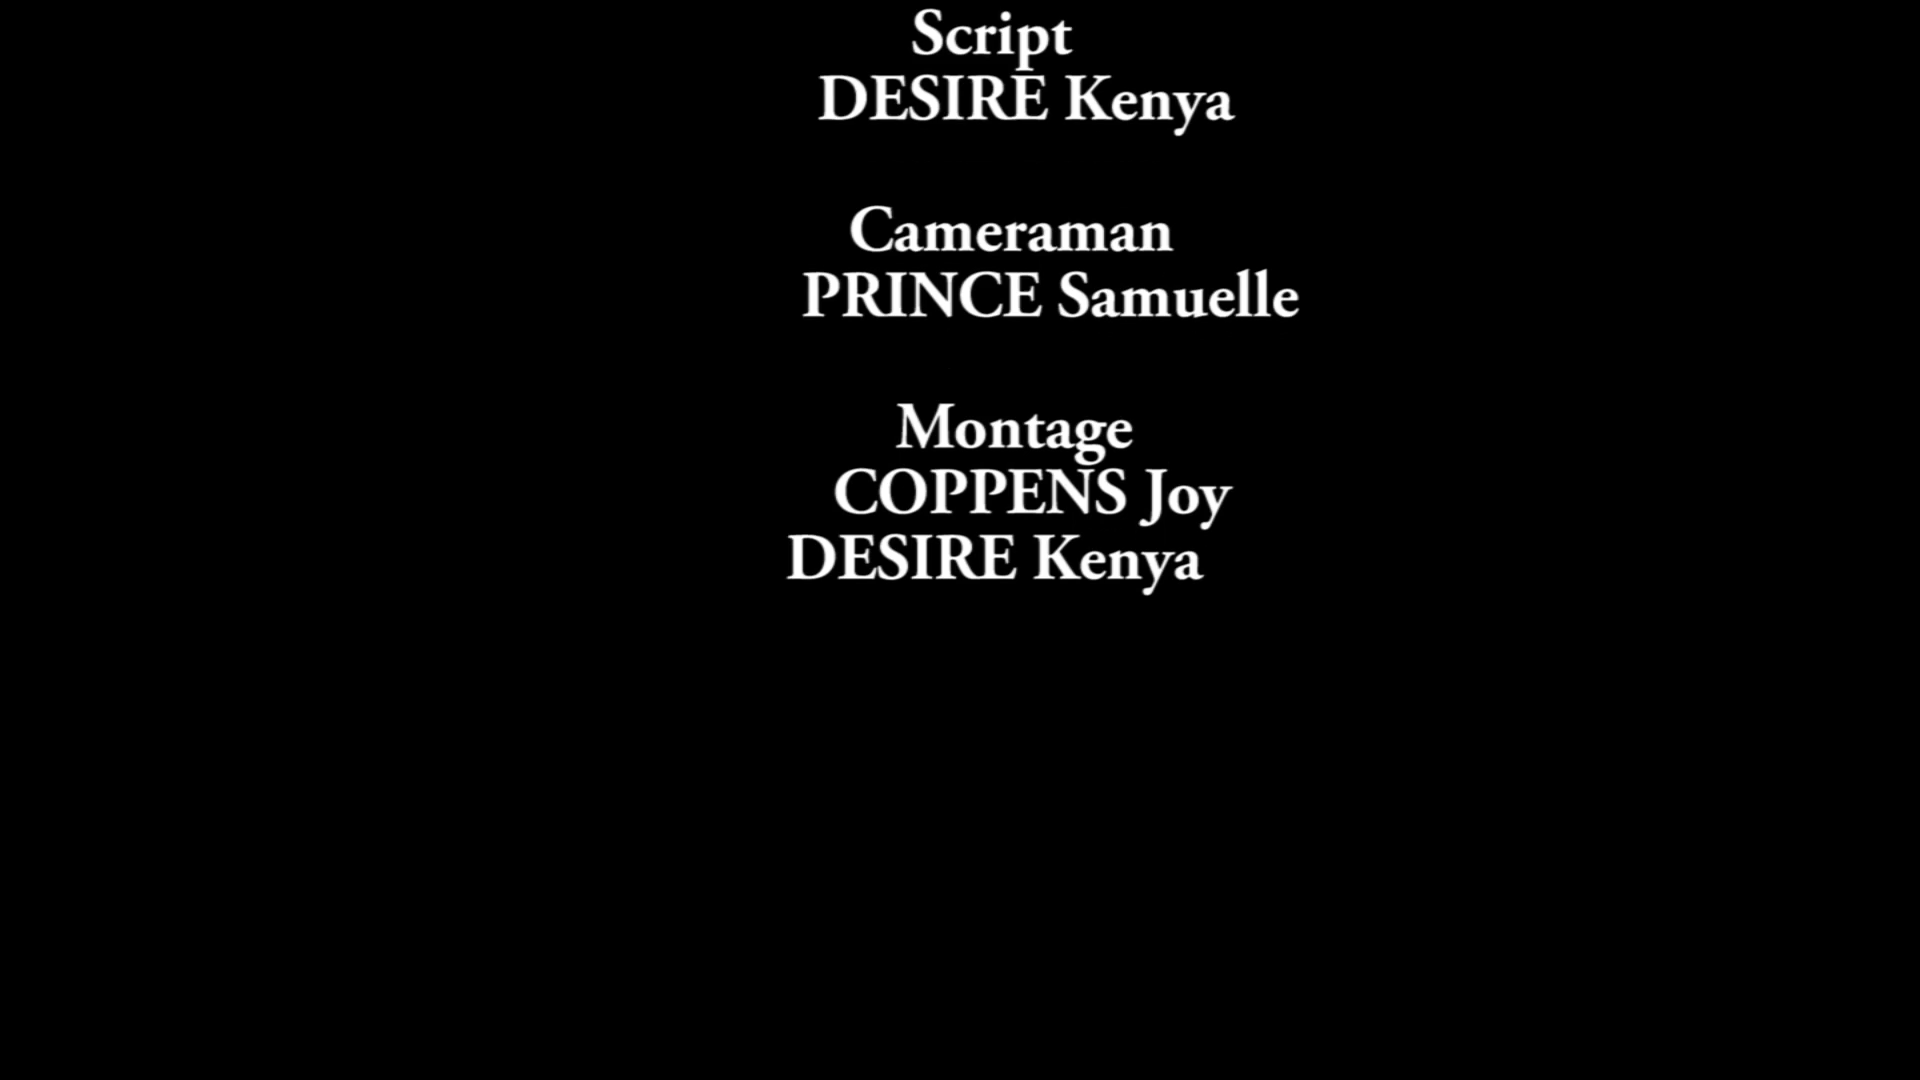 Script
DESIRE Kenya
Cameraman
PRINCE Samuelle
Montage
COPPENS Joy
DESIRE Kenya